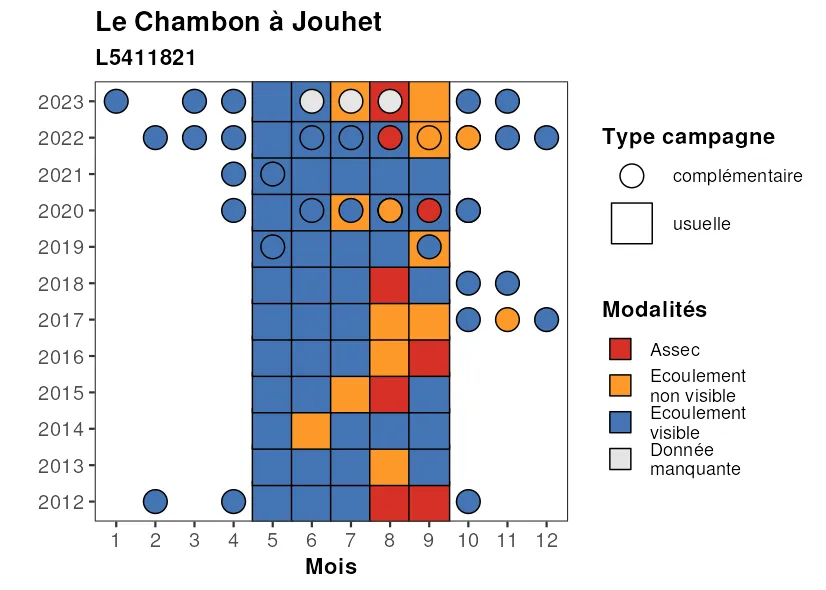 Le Chambon à Jouhet
L5411821
2023
2022
2021
2020
2019
2018
2017
2016
2015
2014
2013
2012
1 2 3 4 5 6 7 8 9 10 11 12
Mois
Type campagne
complémentaire
usuelle
Modalités
Assec
Ecoulement
non visible
Ecoulement
visible
Donnée
manquante